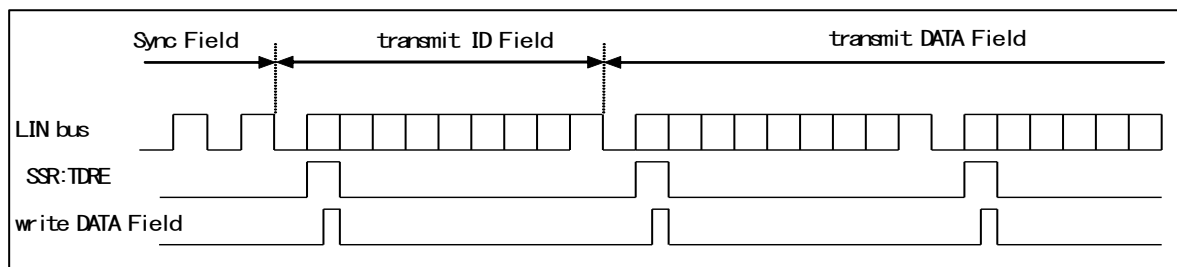 Sync Field
transmit ID Field
transmit DATA Field
LIN bus
SSR:TDRE
write DATA Field